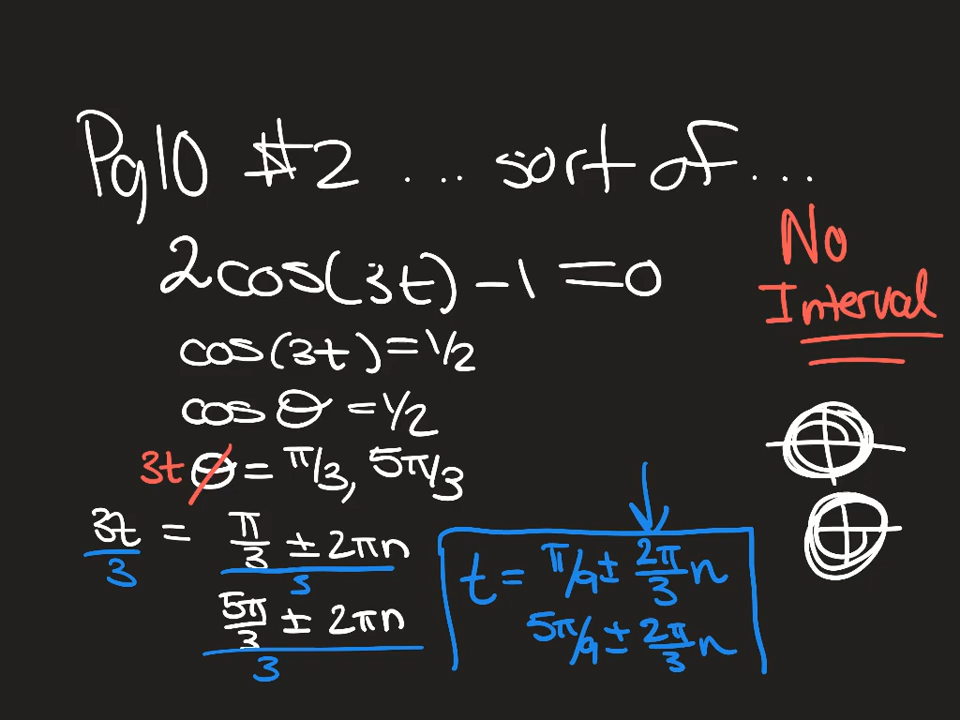 Pg10 #2 ... sort of ...
No
Interval
2cos(3t) - 1 = 0
cos(3t) = 1/2
cos θ = 1/2
3t θ = π/3, 5π/3
3t/3 = (π/3 ± 2πn)/3
(5π/3 ± 2πn)/3
t = π/9 ± 2π/3 n
5π/9 ± 2π/3 n